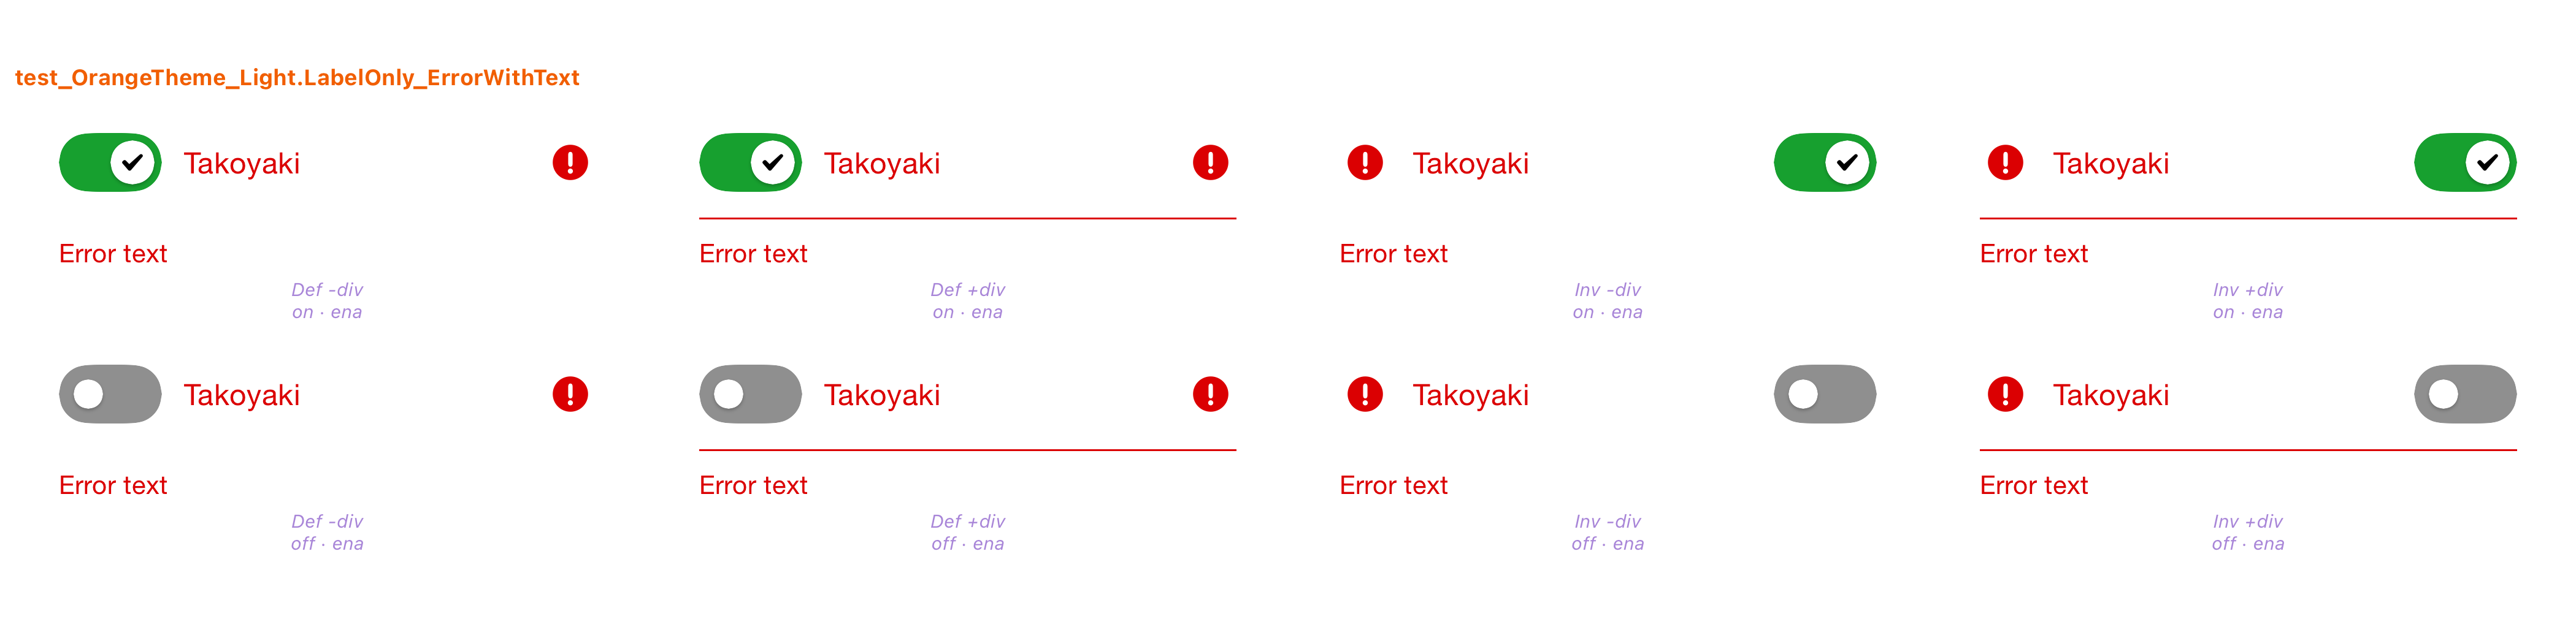 test_OrangeTheme_Light.LabelOnly_ErrorWithText
Takoyaki
Takoyaki
Takoyaki
Takoyaki
Error text
Error text
Error text
Error text
Def -div
on · ena
Def +div
on · ena
Inv -div
on · ena
Inv +div
on · ena
Takoyaki
Takoyaki
Takoyaki
Takoyaki
Error text
Error text
Error text
Error text
Def -div
off · ena
Def +div
off · ena
Inv -div
off · ena
Inv +div
off · ena